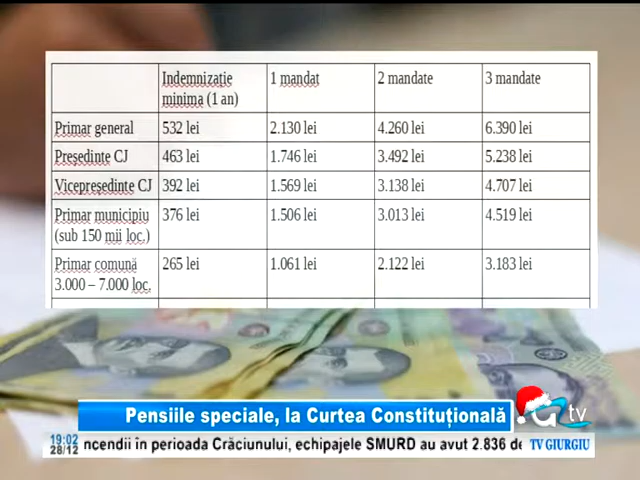 Indemnizație minima (1 an) 1 mandat 2 mandate 3 mandate
Primar general 532 lei 2.130 lei 4.260 lei 6.390 lei
Președinte CJ 463 lei 1.746 lei 3.492 lei 5.238 lei
Vicepreședinte CJ 392 lei 1.569 lei 3.138 lei 4.707 lei
Primar municipiu (sub 150 mii loc.) 376 lei 1.506 lei 3.013 lei 4.519 lei
Primar comună 3.000 – 7.000 loc. 265 lei 1.061 lei 2.122 lei 3.183 lei
Pensiile speciale, la Curtea Constituțională
G2 tv
19:02
28/12
ncendii în perioada Crăciunului, echipajele SMURD au avut 2.836 de
TV GIURGIU